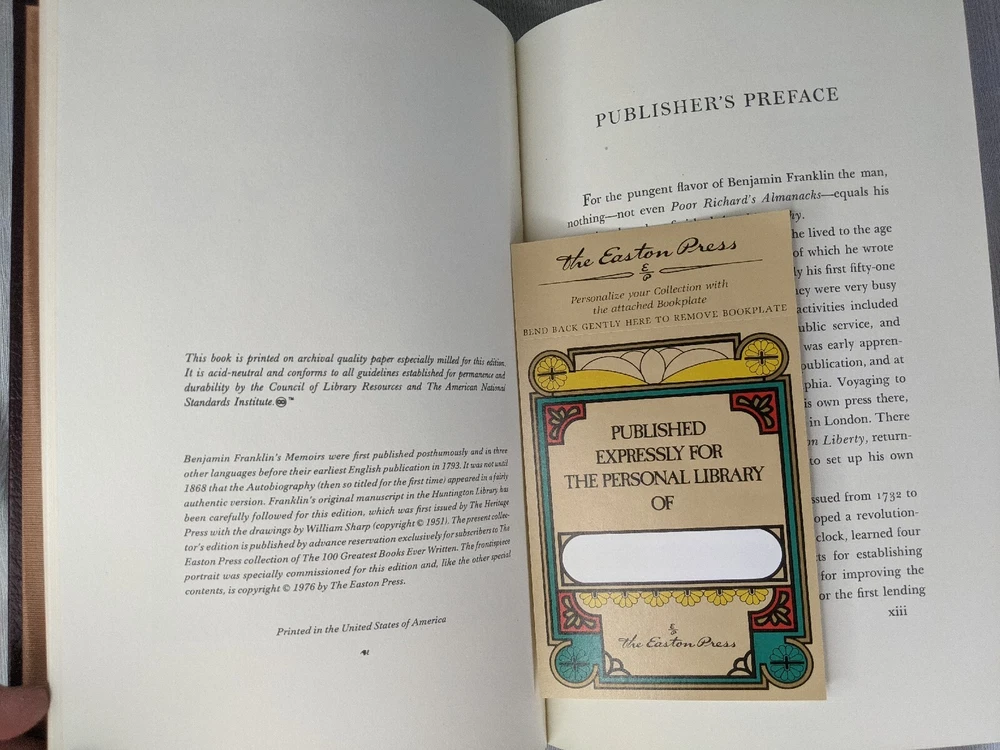 This book is printed on archival quality paper especially milled for this edition.
It is acid-neutral and conforms to all guidelines established for permanence and
durability by the Council of Library Resources and The American National
Standards Institute. ∞ ™
Benjamin Franklin's Memoirs were first published posthumously and in three
other languages before their earliest English publication in 1793. It was not until
1868 that the Autobiography (then so titled for the first time) appeared in a fairly
authentic version. Franklin's original manuscript in the Huntington Library has
been carefully followed for this edition, which was first issued by The Heritage
Press with the drawings by William Sharp (copyright © 1951). The present collec-
tor's edition is published by advance reservation exclusively for subscribers to The
Easton Press collection of The 100 Greatest Books Ever Written. The frontispiece
portrait was specially commissioned for this edition and, like the other special
contents, is copyright © 1976 by The Easton Press.
Printed in the United States of America
PUBLISHER'S PREFACE
For the pungent flavor of Benjamin Franklin the man,
nothing—not even Poor Richard's Almanacks—equals his
he lived to the age
of which he wrote
his first fifty-one
they were very busy
activities included
public service, and
was early appren-
publication, and at
Voyaging to
his own press there,
in London. There
Liberty, return-
to set up his own
issued from 1732 to
a revolution-
clock, learned four
for establishing
for improving the
or the first lending
xiii
the Easton Press
EP
Personalize your Collection with
the attached Bookplate
BEND BACK GENTLY HERE TO REMOVE BOOKPLATE
PUBLISHED
EXPRESSLY FOR
THE PERSONAL LIBRARY
OF
EP
the Easton Press